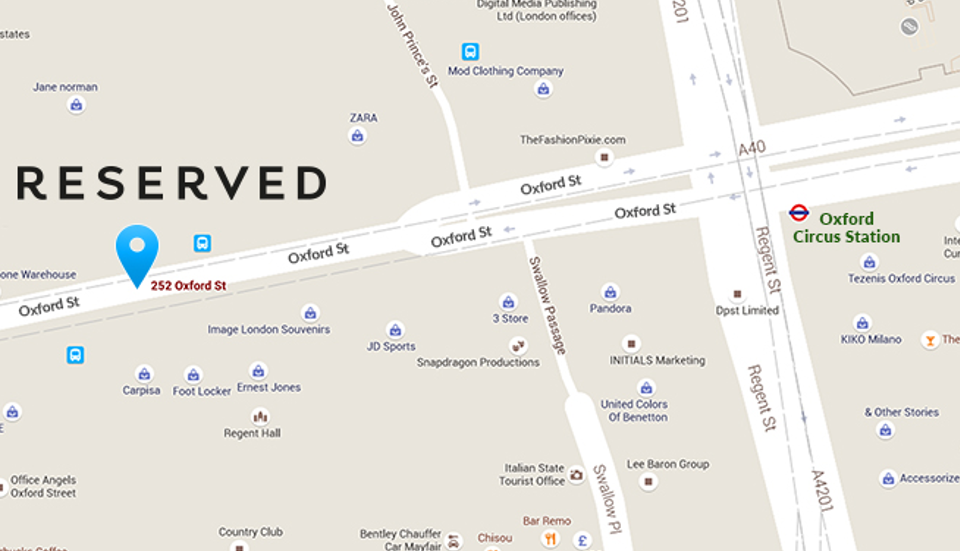 Digital Media Publishing
Ltd (London offices)
201
states
John Prince's St
Mod Clothing Company
Jane norman
ZARA
TheFashionPixie.com
A40
RESERVED
Oxford St
Oxford St
Oxford
Circus Station
Oxford St
Oxford St
Regent St
one Warehouse
252 Oxford St
Tezenis Oxford Circus
Oxford St
Swallow Passage
Pandora
Dpst Limited
Image London Souvenirs
3 Store
JD Sports
KIKO Milano
The
Snapdragon Productions
INITIALS Marketing
Carpisa
Foot Locker
Ernest Jones
Regent St
United Colors
Of Benetton
& Other Stories
E
Regent Hall
Italian State
Tourist Office
Lee Baron Group
Swallow Pl
A4201
Accessorize
Office Angels
Oxford Street
Country Club
Bentley Chauffer
Car Mayfair
Chisou
Bar Remo
£